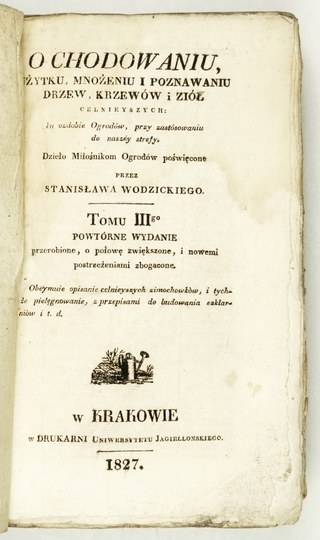 O CHODOWANIU,
UŻYTKU, MNOŻENIU I POZNAWANIU
DRZEW, KRZEWÓW i ZIÓŁ
CELNIEYSZYCH:
ku ozdobie Ogrodów, przy zastósowaniu
do naszéy strefy.
Dzieło Miłośnikom Ogrodów poświęcone
PRZEZ
STANISŁAWA WODZICKIEGO.
TOMU IIIgo
POWTÓRNE WYDANIE
przerobione, o połowę zwiększone, i nowemi
postrzeżeniami zbogacone.
Obeymuie opisanie celnieyszych zimochowków, i tych-
że pielęgnowanie, z przepisami do budowania szklar-
niów i t. d.
W KRAKOWIE
W DRUKARNI UNIWERSYTETU JAGIELLONSKIEGO.
1827.